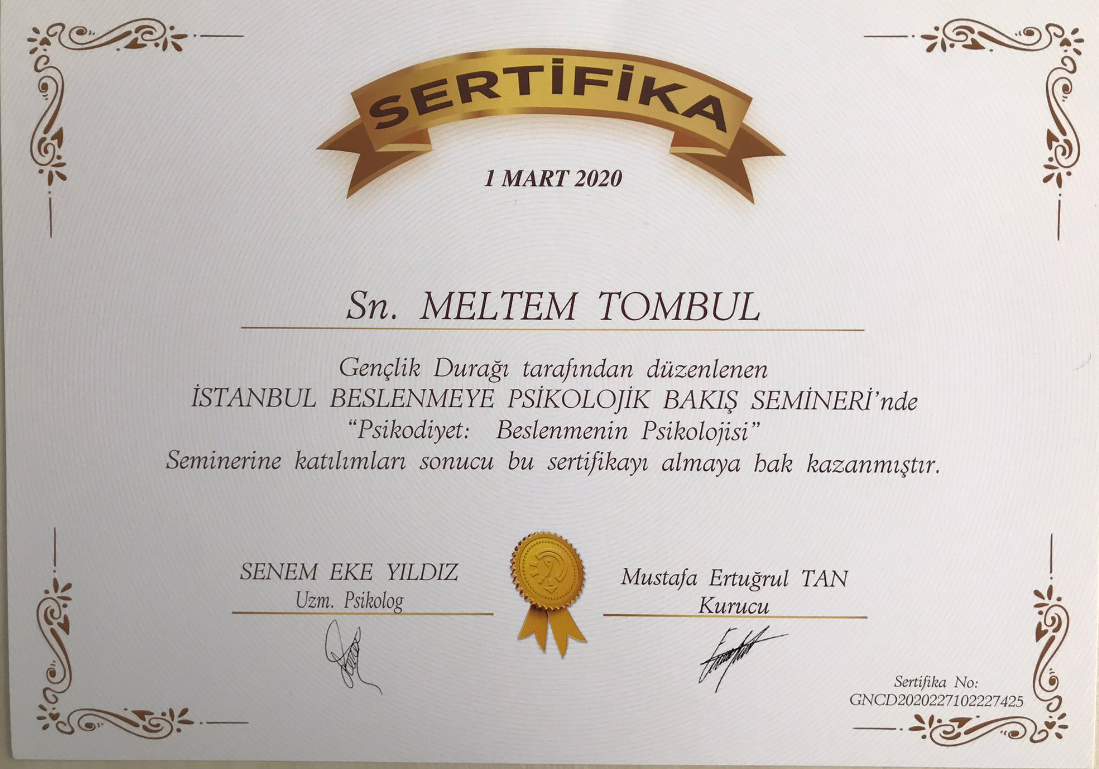 SERTİFİKA
1 MART 2020
Sn. MELTEM TOMBUL
Gençlik Durağı tarafından düzenlenen
İSTANBUL BESLENMEYE PSİKOLOJİK BAKIŞ SEMİNERİ’nde
“Psikodiyet: Beslenmenin Psikolojisi”
Seminerine katılımları sonucu bu sertifikayı almaya hak kazanmıştır.
SENEM EKE YILDIZ
Uzm. Psikolog
Mustafa Ertuğrul TAN
Kurucu
Sertifika No:
GNCD2020227102227425